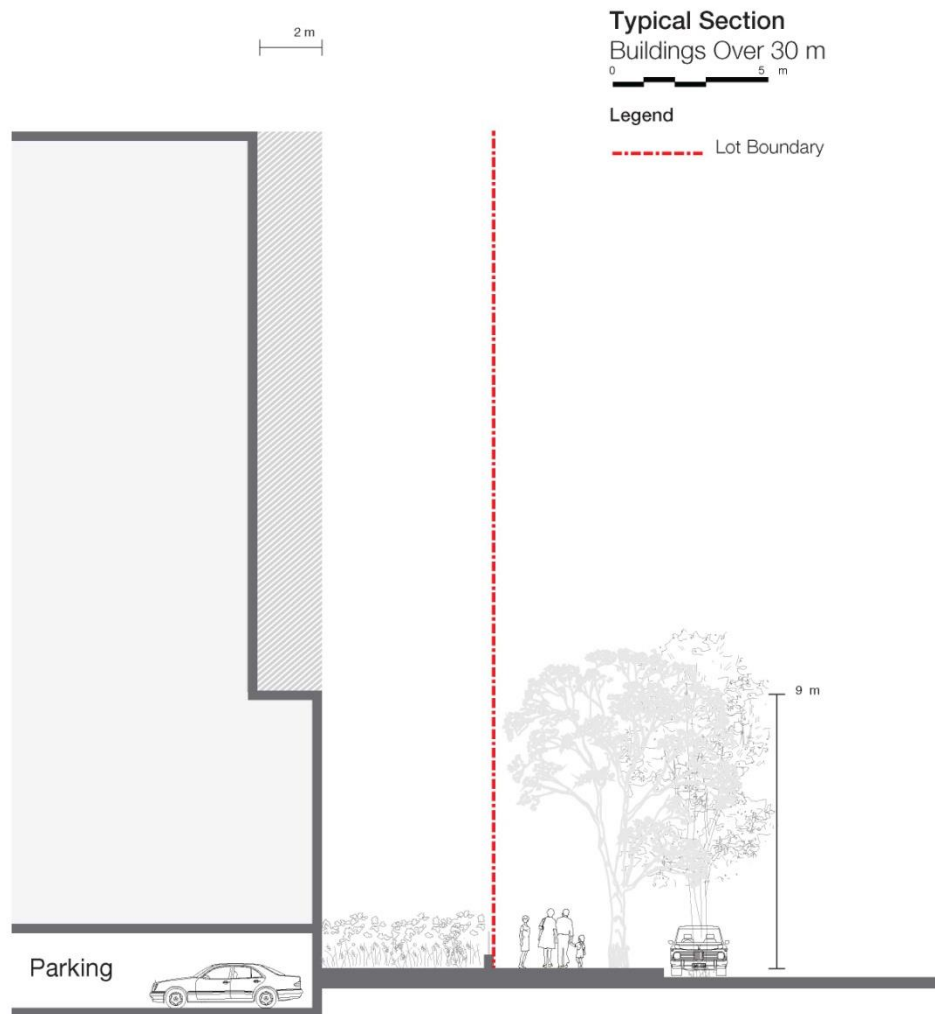 2 m
Typical Section
Buildings Over 30 m
0 5 m
Legend
Lot Boundary
9 m
Parking